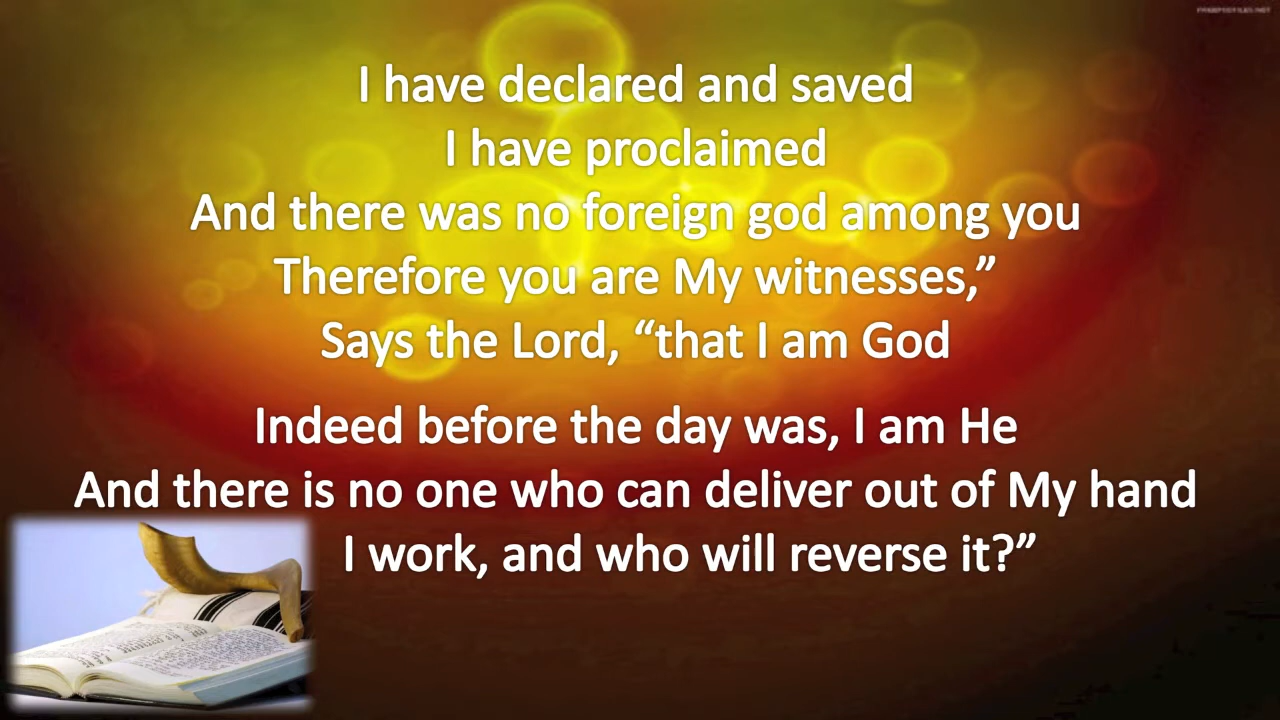 I have declared and saved
I have proclaimed
And there was no foreign god among you
Therefore you are My witnesses,”
Says the Lord, “that I am God
Indeed before the day was, I am He
And there is no one who can deliver out of My hand
I work, and who will reverse it?”